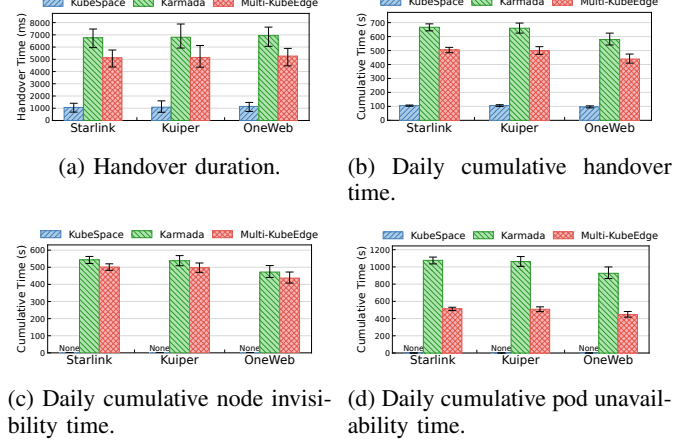 KubeSpace Karmada Multi-KubeEdge
Handover Time (ms)
8000
7000
6000
5000
4000
3000
2000
1000
0
Starlink Kuiper OneWeb
(a) Handover duration.
KubeSpace Karmada Multi-KubeEdge
Cumulative Time (s)
700
600
500
400
300
200
100
0
Starlink Kuiper OneWeb
(b) Daily cumulative handover
time.
KubeSpace Karmada Multi-KubeEdge
Cumulative Time (s)
600
500
400
300
200
100
0
None None None
Starlink Kuiper OneWeb
(c) Daily cumulative node invisi-
bility time.
KubeSpace Karmada Multi-KubeEdge
Cumulative Time (s)
1200
1000
800
600
400
200
0
None None None
Starlink Kuiper OneWeb
(d) Daily cumulative pod unavail-
ability time.